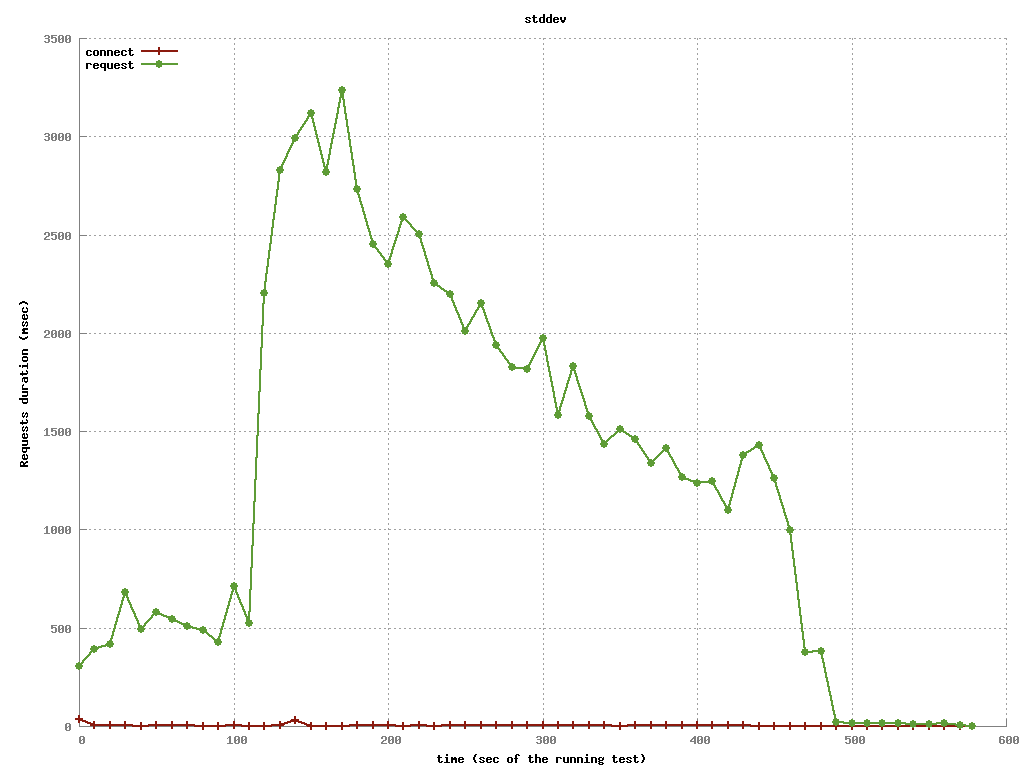 stddev
connect
request
3500
3000
2500
2000
1500
1000
500
0
Requests duration (msec)
0 100 200 300 400 500 600
time (sec of the running test)